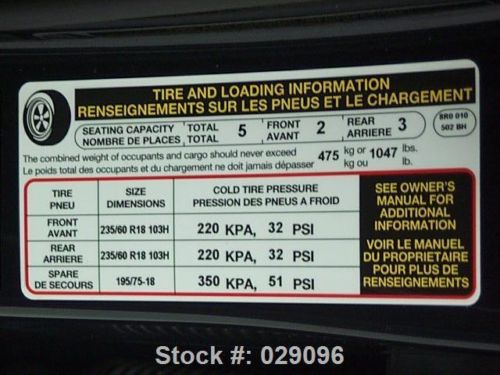 TIRE AND LOADING INFORMATION
RENSEIGNEMENTS SUR LES PNEUS ET LE CHARGEMENT
SEATING CAPACITY TOTAL 5 FRONT 2 REAR 3
NOMBRE DE PLACES TOTAL AVANT ARRIERE
8R0 010
502 BH
The combined weight of occupants and cargo should never exceed 475 kg or 1047 lbs.
Le poids total des occupants et du chargement ne doit jamais dépasser kg ou lb.
TIRE SIZE COLD TIRE PRESSURE
PNEU DIMENSIONS PRESSION DES PNEUS A FROID
FRONT
AVANT 235/60 R18 103H 220 KPA, 32 PSI
REAR
ARRIERE 235/60 R18 103H 220 KPA, 32 PSI
SPARE
DE SECOURS 195/75-18 350 KPA, 51 PSI
SEE OWNER'S
MANUAL FOR
ADDITIONAL
INFORMATION
VOIR LE MANUEL
DU PROPRIETAIRE
POUR PLUS DE
RENSEIGNEMENTS
Stock #: 029096